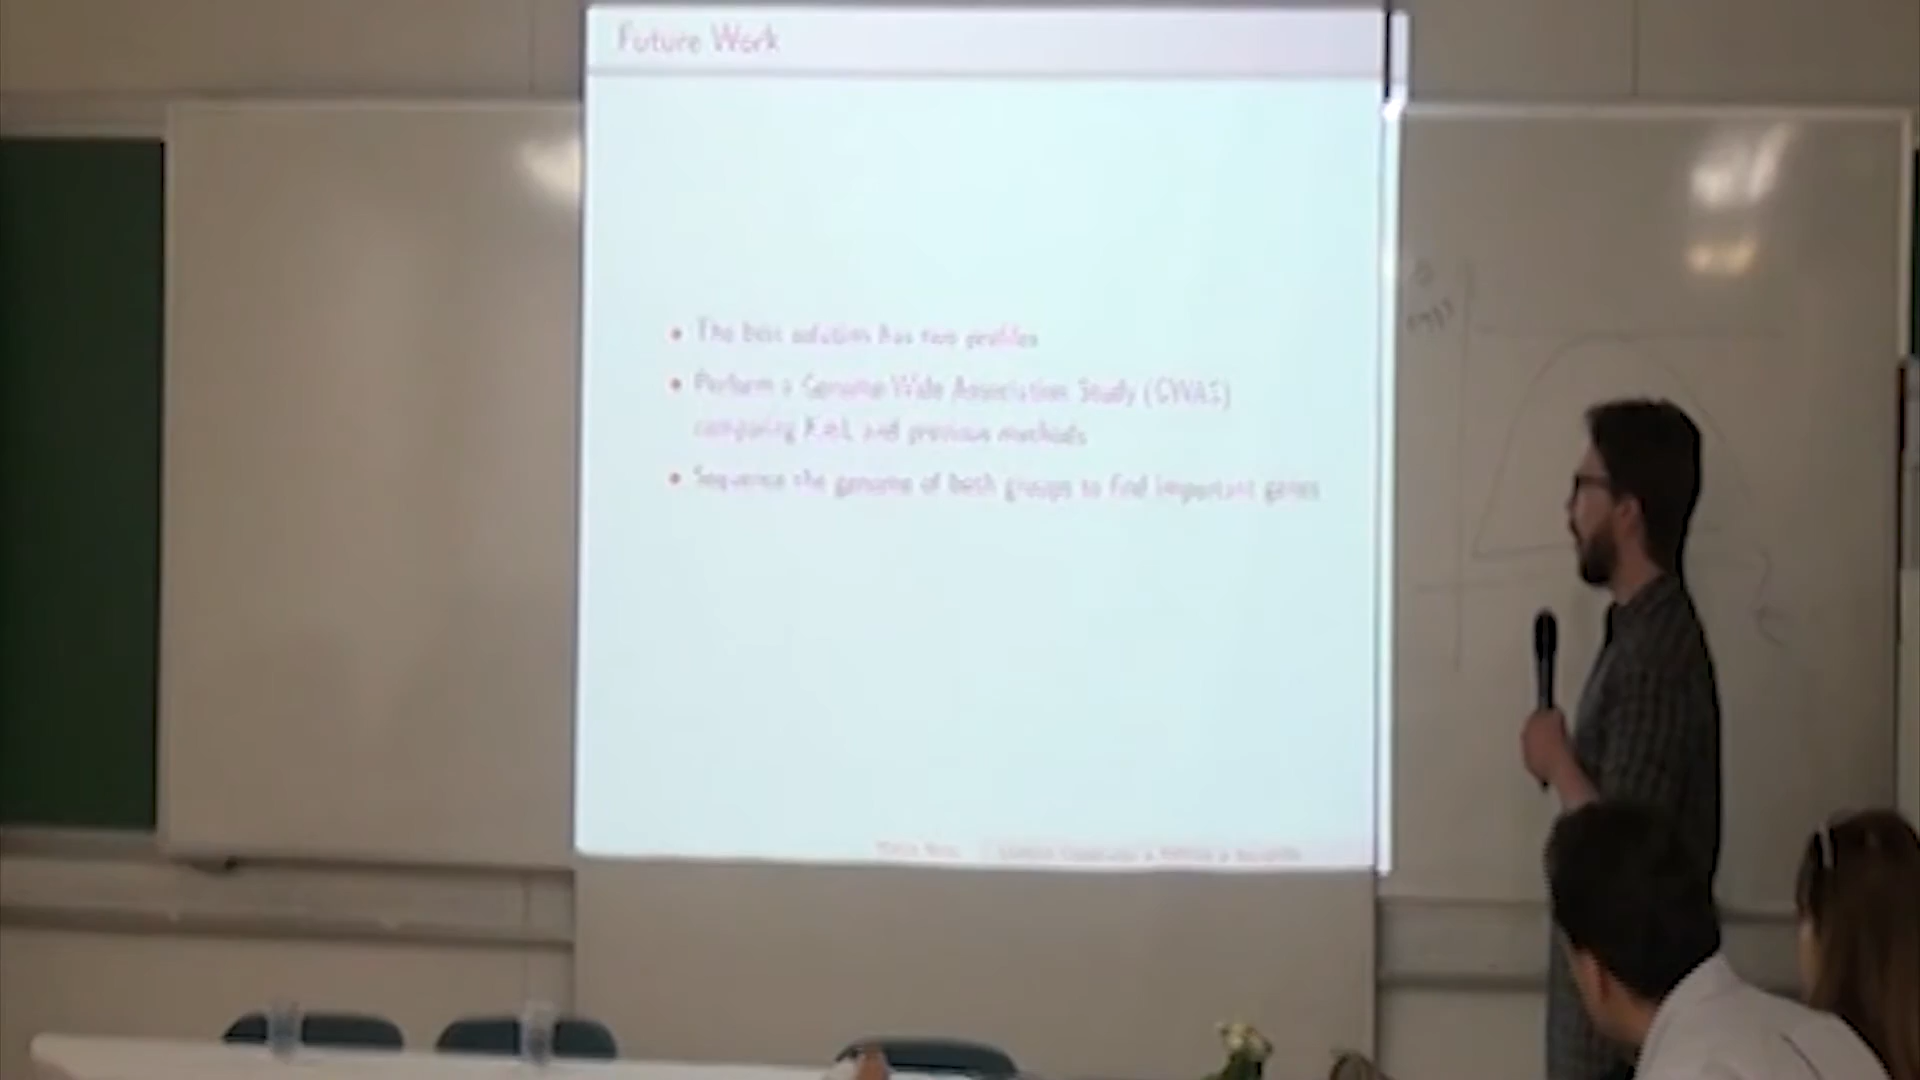 Future Work
The best solution has two profiles
Perform a Genome Wide Association Study (GWAS)
comparing and previous methods
Sequence the genome of both groups to find important genes